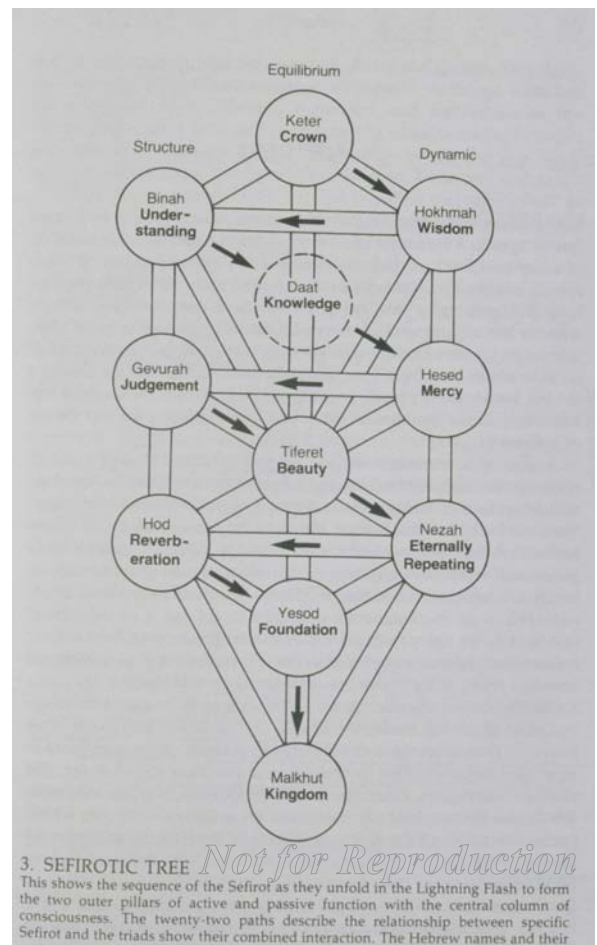 Equilibrium
Keter
Crown
Structure
Dynamic
Binah
Under-
standing
Hokhmah
Wisdom
Daat
Knowledge
Gevurah
Judgement
Hesed
Mercy
Tiferet
Beauty
Hod
Reverb-
eration
Nezah
Eternally
Repeating
Yesod
Foundation
Malkhut
Kingdom
3. SEFIROTIC TREE
Not for Reproduction
This shows the sequence of the Sefirot as they unfold in the Lightning Flash to form
the two outer pillars of active and passive function with the central column of
consciousness. The twenty-two paths describe the relationship between specific
Sefirot and the triads show their combined interaction. The Hebrew names and their